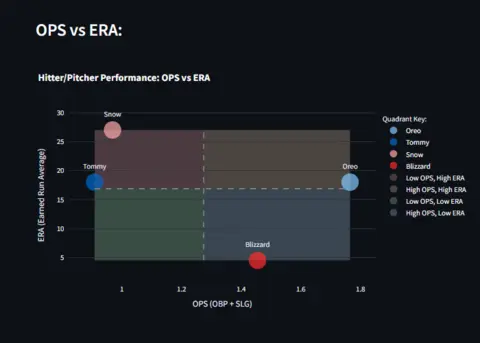 OPS vs ERA:
Hitter/Pitcher Performance: OPS vs ERA
30
25
20
15
10
5
ERA (Earned Run Average)
Snow
Tommy
Oreo
Blizzard
1
1.2
1.4
1.6
1.8
OPS (OBP + SLG)
Quadrant Key:
Oreo
Tommy
Snow
Blizzard
Low OPS, High ERA
High OPS, High ERA
Low OPS, Low ERA
High OPS, Low ERA